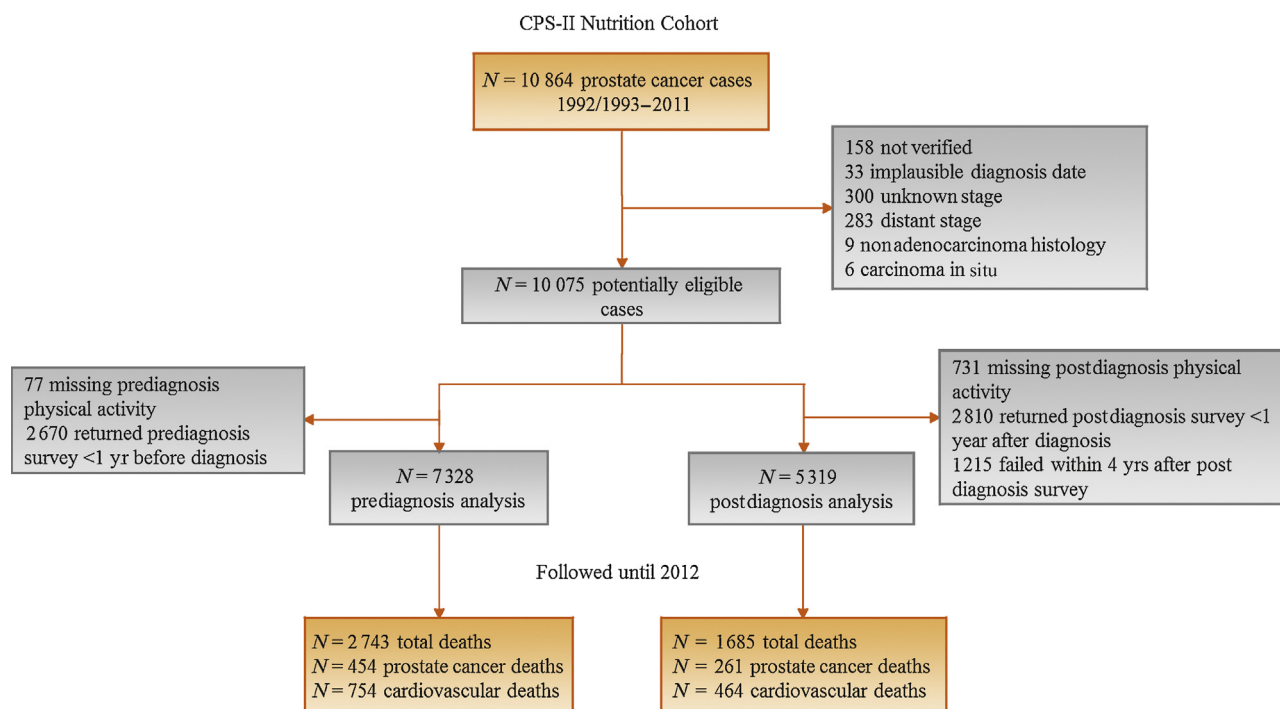 CPS-II Nutrition Cohort
N = 10 864 prostate cancer cases
1992/1993–2011
158 not verified
33 implausible diagnosis date
300 unknown stage
283 distant stage
9 nonadenocarcinoma histology
6 carcinoma in situ
N = 10 075 potentially eligible
cases
77 missing prediagnosis
physical activity
2 670 returned prediagnosis
survey <1 yr before diagnosis
731 missing postdiagnosis physical
activity
2 810 returned postdiagnosis survey <1
year after diagnosis
1215 failed within 4 yrs after post
diagnosis survey
N = 7 328
prediagnosis analysis
N = 5 319
postdiagnosis analysis
Followed until 2012
N = 2 743 total deaths
N = 454 prostate cancer deaths
N = 754 cardiovascular deaths
N = 1685 total deaths
N = 261 prostate cancer deaths
N = 464 cardiovascular deaths